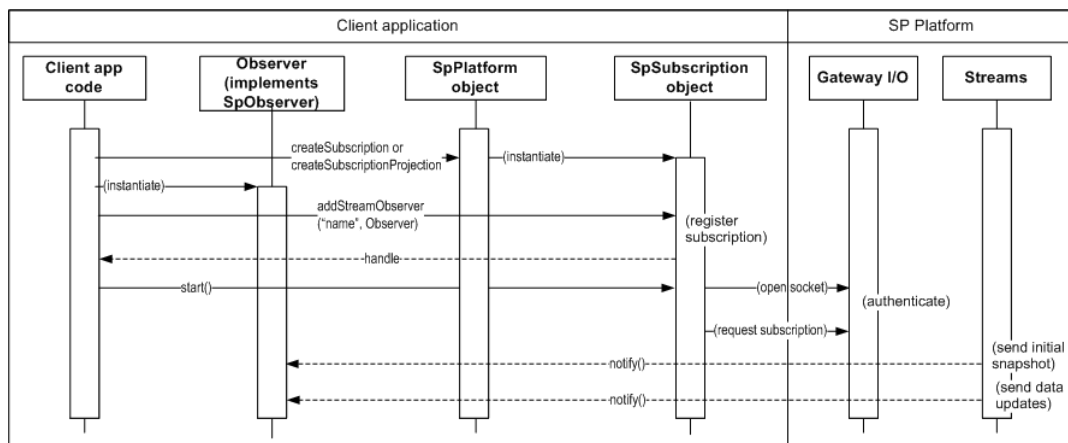 Client application
SP Platform
Client app
code
Observer
(implements
SpObserver)
SpPlatform
object
SpSubscription
object
Gateway I/O
Streams
createSubscription or
createSubscriptionProjection
(instantiate)
(instantiate)
addStreamObserver
("name", Observer)
(register
subscription)
handle
start()
(open socket)
(authenticate)
(request subscription)
notify()
(send initial
snapshot)
notify()
(send data
updates)